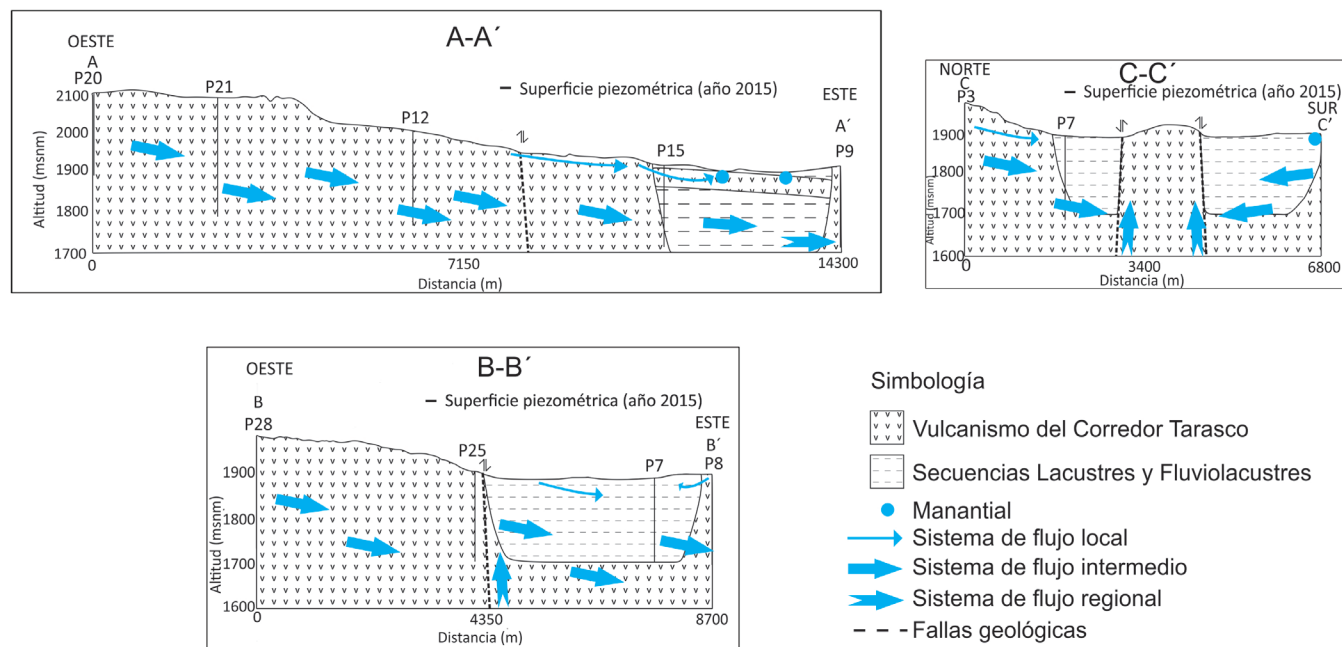 A-A´
OESTE
A
P20
P21
P12
P15
— Superficie piezométrica (año 2015)
ESTE
A´
P9
Altitud (msnm)
2100
2000
1900
1800
1700
0
7150
14300
Distancia (m)
C-C´
NORTE
C
P3
P7
— Superficie piezométrica (año 2015)
SUR
C'
Altitud (msnm)
1900
1800
1700
1600
0
3400
6800
Distancia (m)
B-B´
OESTE
B
P28
P25
— Superficie piezométrica (año 2015)
ESTE
B´
P7
P8
Altitud (msnm)
1900
1800
1700
1600
0
4350
8700
Distancia (m)
Simbología
Vulcanismo del Corredor Tarasco
Secuencias Lacustres y Fluviolacustres
Manantial
Sistema de flujo local
Sistema de flujo intermedio
Sistema de flujo regional
Fallas geológicas